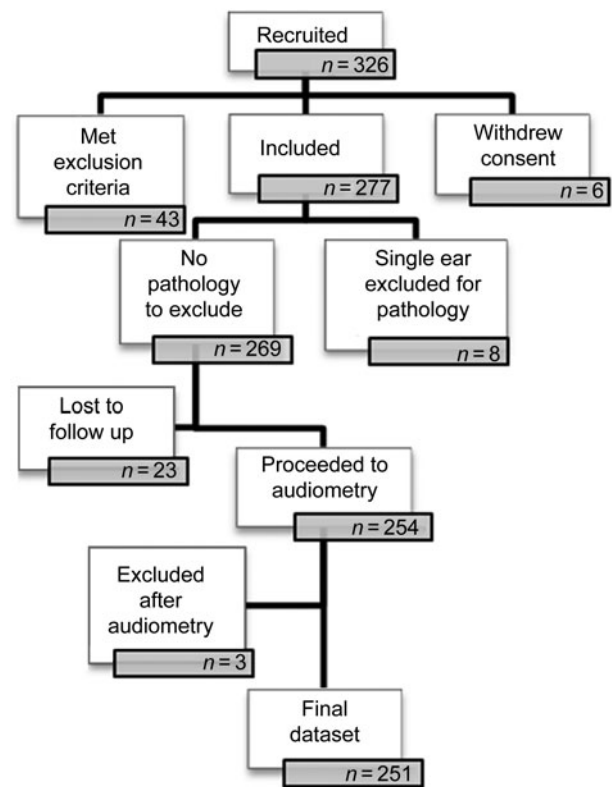 Recruited
n = 326
Met
exclusion
criteria
n = 43
Included
n = 277
Withdrew
consent
n = 6
No
pathology
to exclude
n = 269
Single ear
excluded for
pathology
n = 8
Lost to
follow up
n = 23
Proceeded to
audiometry
n = 254
Excluded
after
audiometry
n = 3
Final
dataset
n = 251